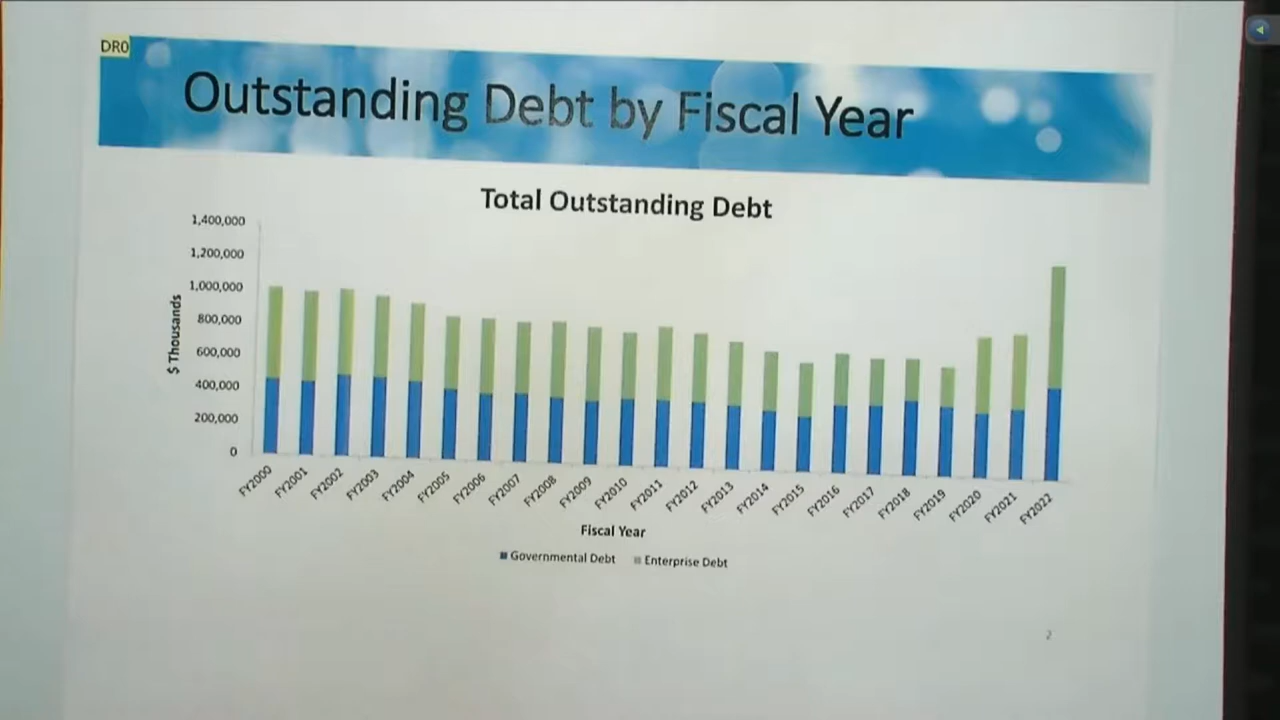 DR0
Outstanding Debt by Fiscal Year
Total Outstanding Debt
1,400,000
1,200,000
1,000,000
800,000
600,000
400,000
200,000
0
$ Thousands
FY2000
FY2001
FY2002
FY2003
FY2004
FY2005
FY2006
FY2007
FY2008
FY2009
FY2010
FY2011
FY2012
FY2013
FY2014
FY2015
FY2016
FY2017
FY2018
FY2019
FY2020
FY2021
FY2022
Fiscal Year
Governmental Debt
Enterprise Debt
2